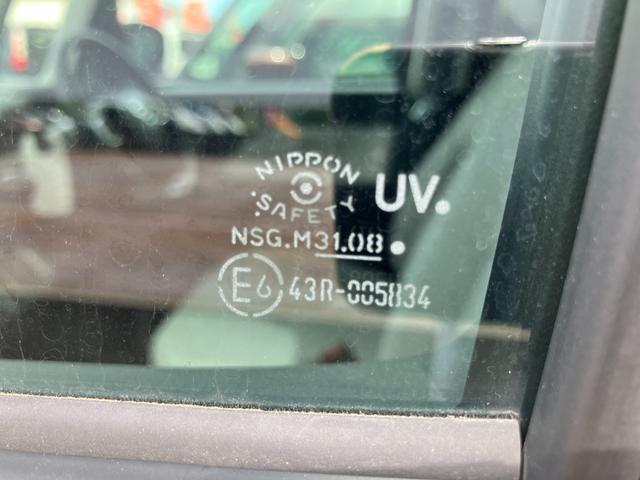 NIPPON
SAFETY
UV.
NSG.M31.08
E6
43R-005834